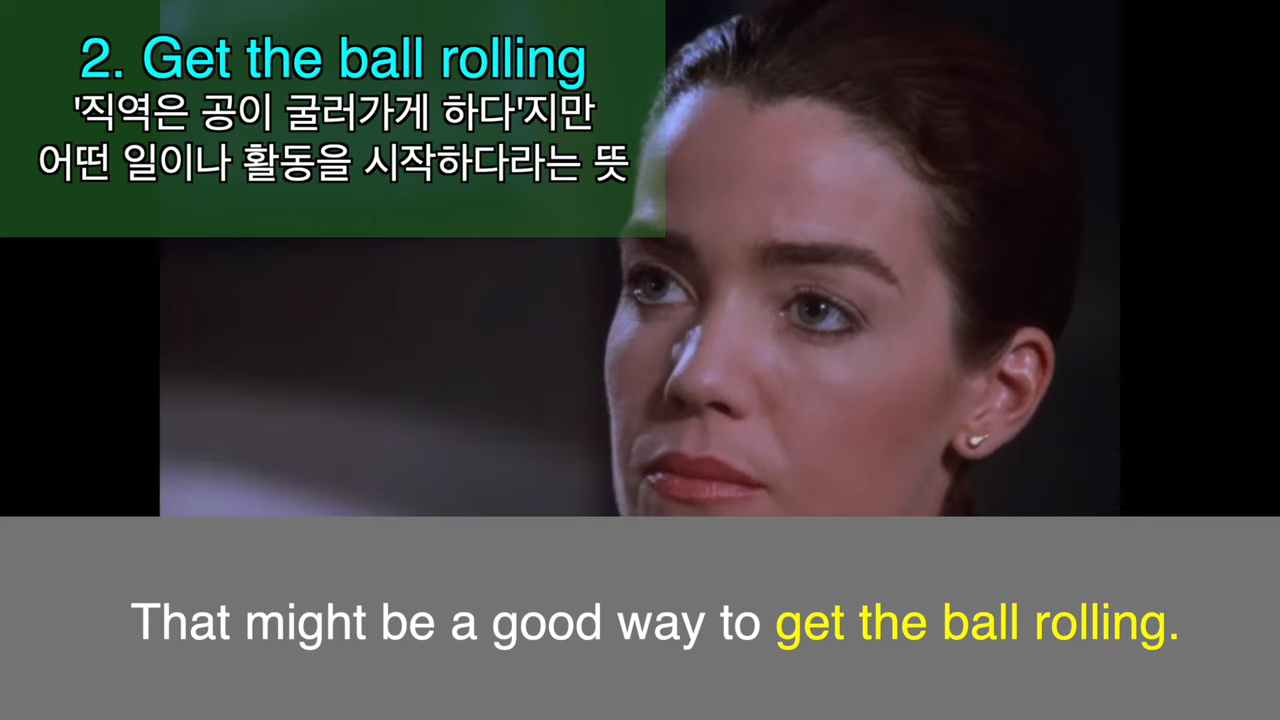 2. Get the ball rolling
'직역은 공이 굴러가게 하다'지만
어떤 일이나 활동을 시작하다라는 뜻
That might be a good way to get the ball rolling.